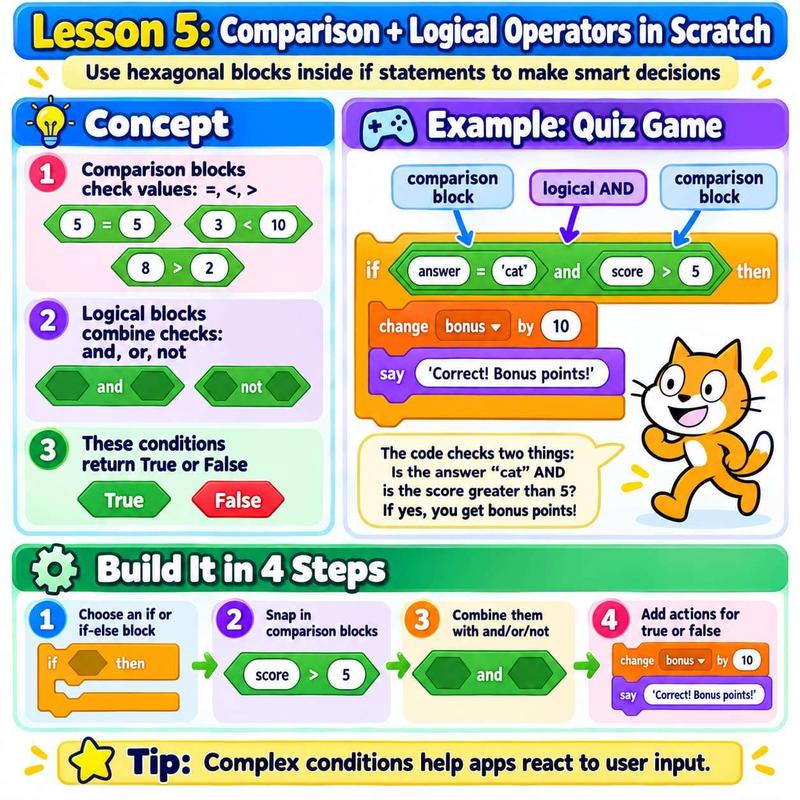 Lesson 5: Comparison + Logical Operators in Scratch
Use hexagonal blocks inside if statements to make smart decisions
Concept
1
Comparison blocks
check values: =, <, >
5 = 5
3 < 10
8 > 2
2
Logical blocks
combine checks:
and, or, not
and
not
3
These conditions
return True or False
True
False
Example: Quiz Game
comparison
block
logical AND
comparison
block
if answer = 'cat' and score > 5 then
change bonus by 10
say 'Correct! Bonus points!'
The code checks two things:
Is the answer “cat” AND
is the score greater than 5?
If yes, you get bonus points!
Build It in 4 Steps
1
Choose an if or
if-else block
if then
2
Snap in
comparison blocks
score > 5
3
Combine them
with and/or/not
and
4
Add actions for
true or false
change bonus by 10
say 'Correct! Bonus points!'
Tip: Complex conditions help apps react to user input.